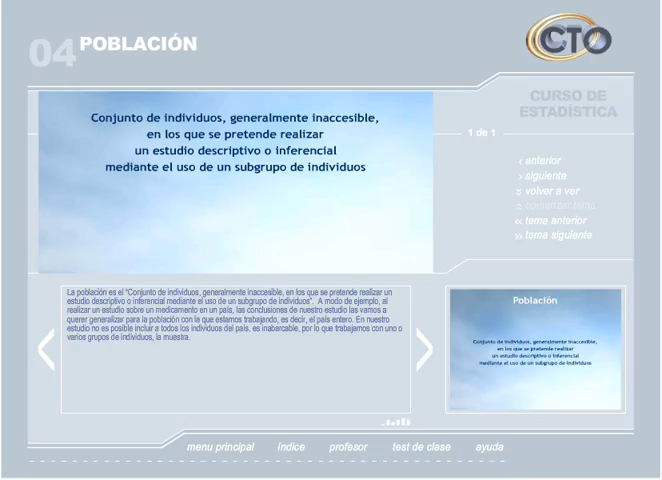 04 POBLACIÓN
CTO
CURSO DE
ESTADÍSTICA
Conjunto de individuos, generalmente inaccesible,
en los que se pretende realizar
un estudio descriptivo o inferencial
mediante el uso de un subgrupo de individuos
1 de 1
‹ anterior
› siguiente
volver a ver
« tema anterior
» tema siguiente
La población es el "Conjunto de individuos, generalmente inaccesible, en los que se pretende realizar un
estudio descriptivo o inferencial mediante el uso de un subgrupo de individuos". A modo de ejemplo, al
realizar un estudio sobre un medicamento en un país, las conclusiones de nuestro estudio las vamos a
querer generalizar para la población con la que estamos trabajando, es decir, el país entero. En nuestro
estudio no es posible incluir a todos los individuos del país, es inabarcable, por lo que trabajamos con uno o
varios grupos de individuos, la muestra.
Población
Conjunto de individuos, generalmente inaccesible,
en los que se pretende realizar
un estudio descriptivo o inferencial
mediante el uso de un subgrupo de individuos
menu principal índice profesor test de clase ayuda